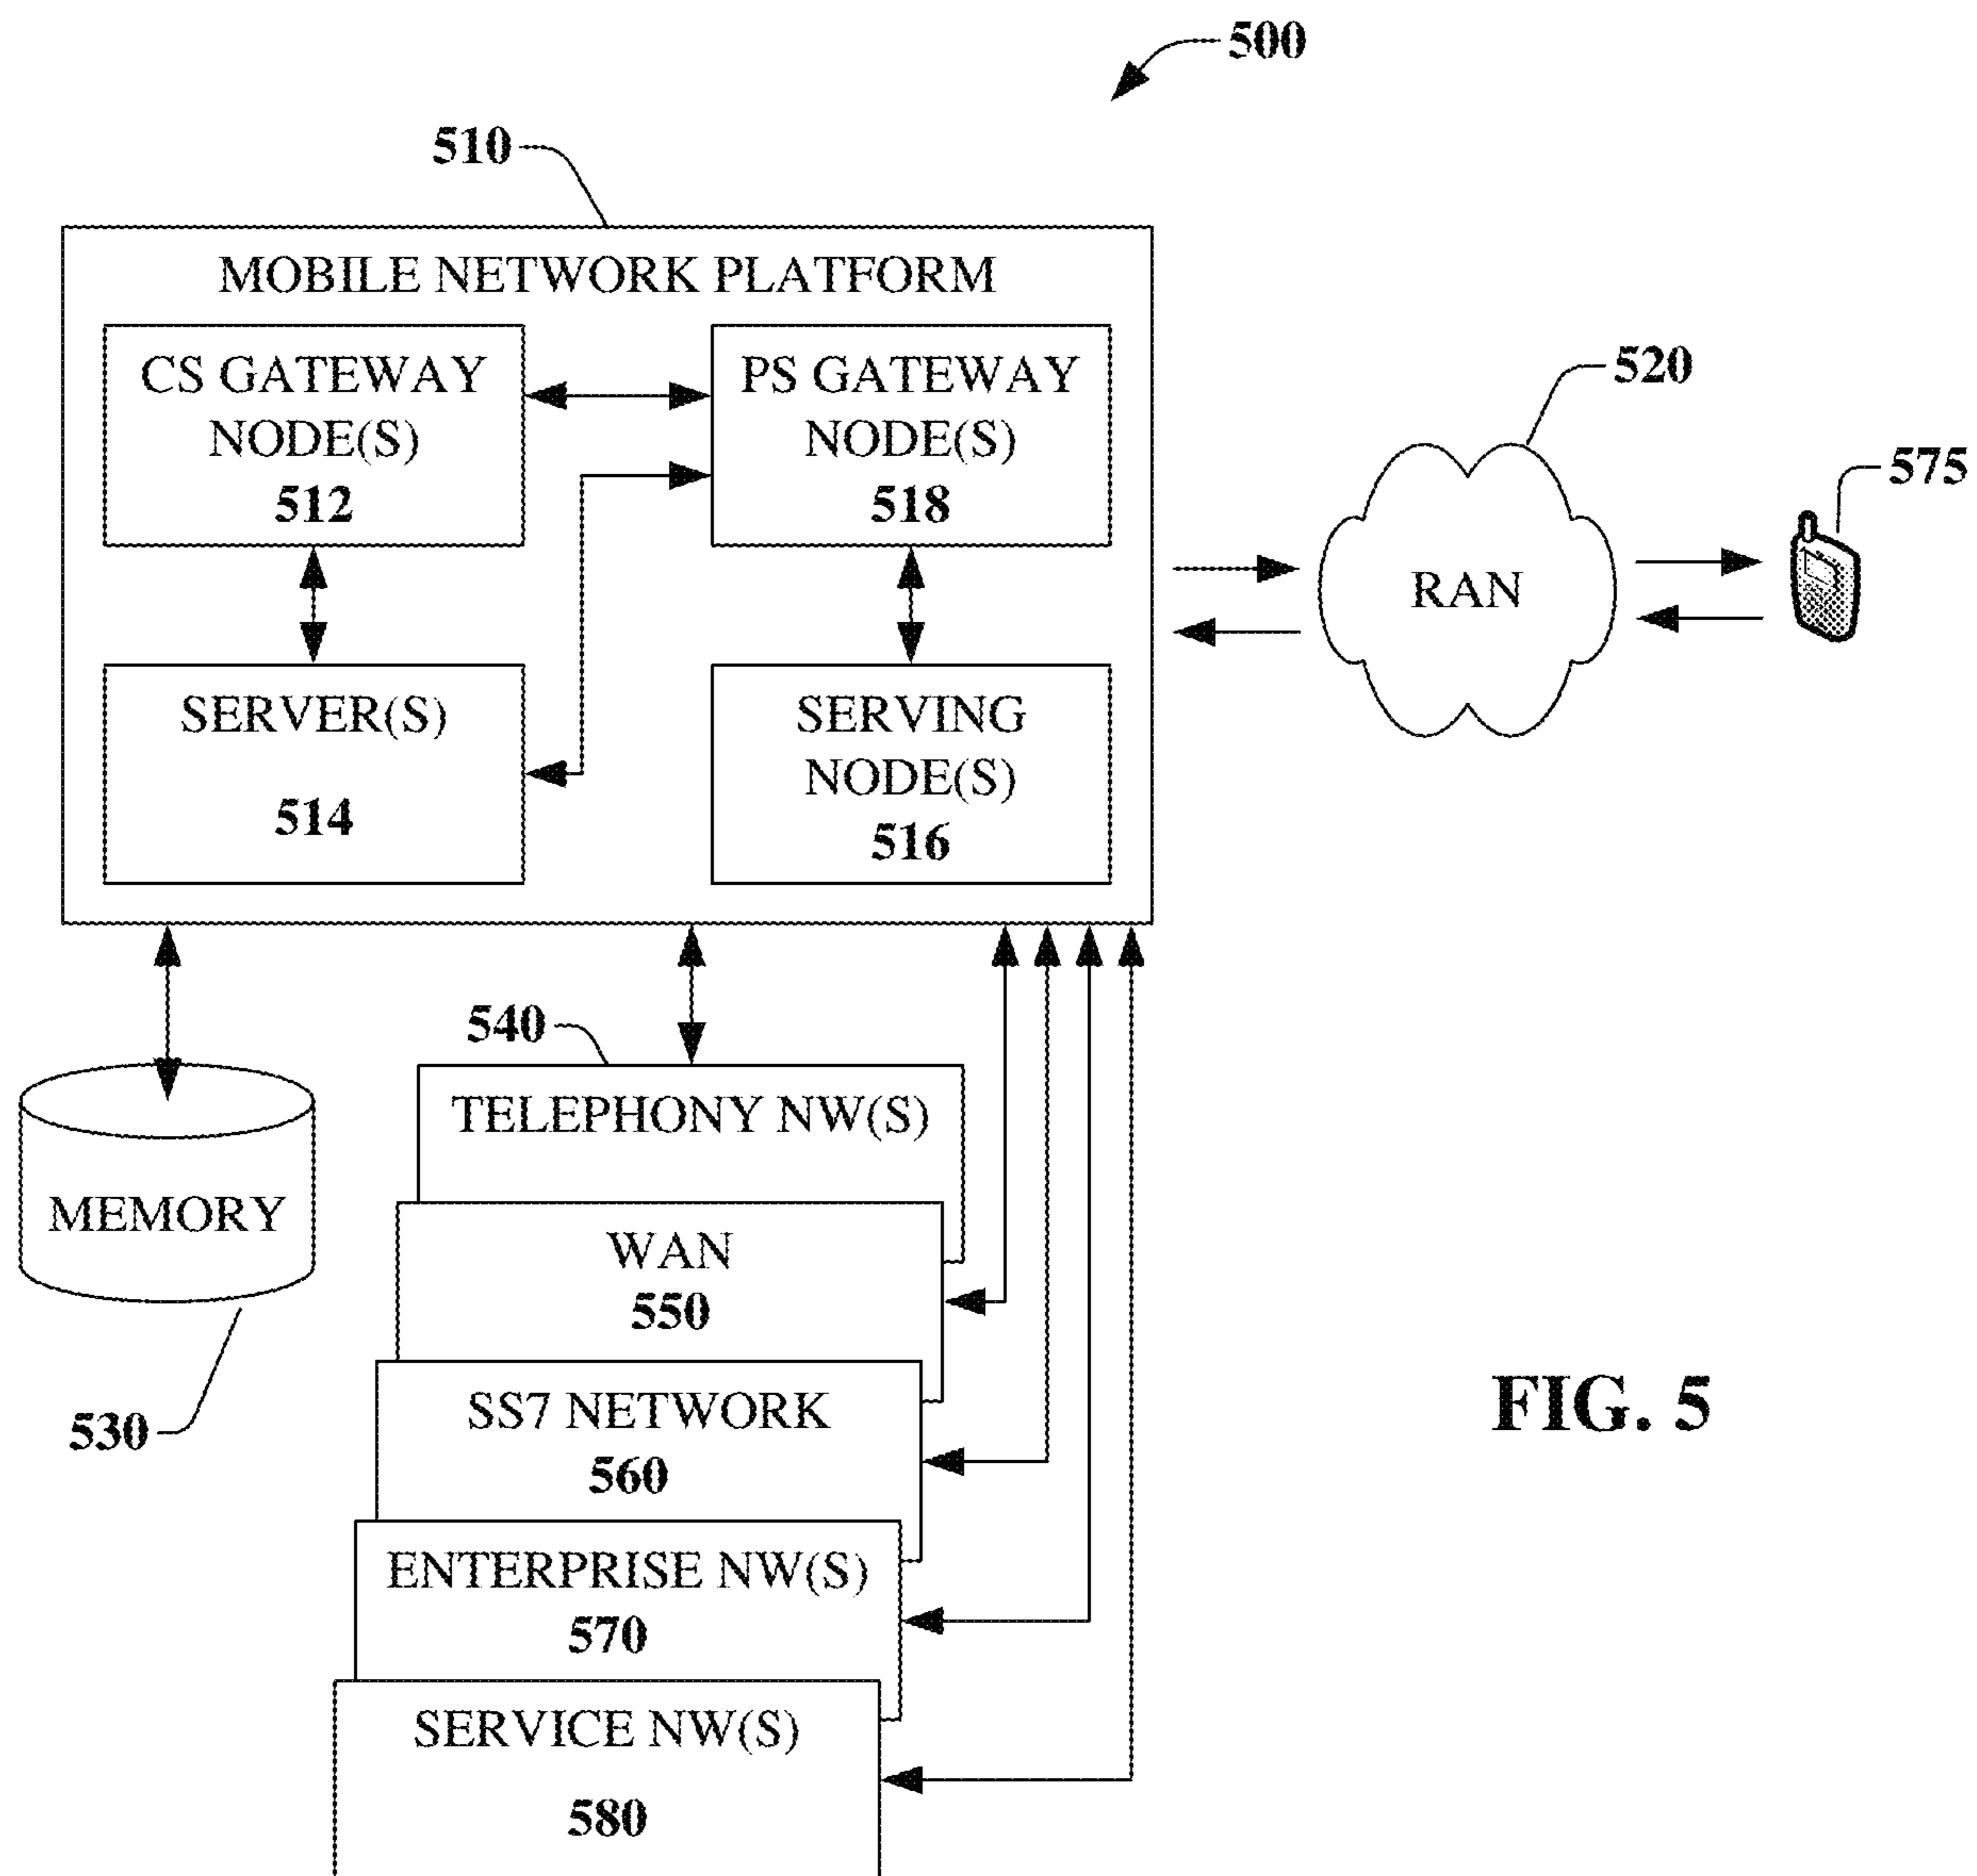 500
510
MOBILE NETWORK PLATFORM
CS GATEWAY
NODE(S)
512
PS GATEWAY
NODE(S)
518
SERVER(S)
514
SERVING
NODE(S)
516
520
RAN
575
540
TELEPHONY NW(S)
MEMORY
530
WAN
550
SS7 NETWORK
560
ENTERPRISE NW(S)
570
SERVICE NW(S)
580
FIG. 5